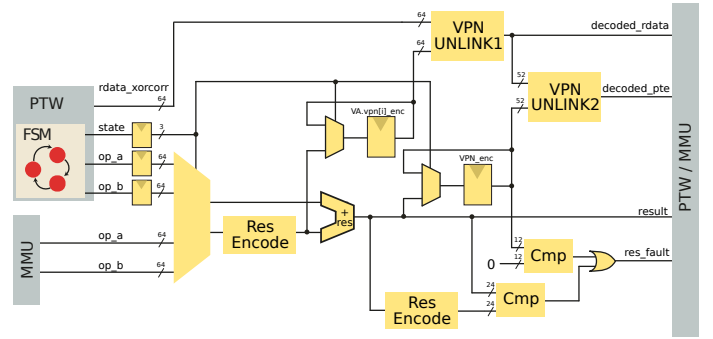 64
VPN
UNLINK1
decoded_rdata
64
rdata_xorcorr
64
52
VPN
UNLINK2
decoded_pte
52
PTW
FSM
state
3
op_a
64
op_b
64
VA.vpn[i]_enc
VPN_enc
MMU
op_a
64
op_b
64
Res
Encode
+
res
result
PTW / MMU
12
0
12
Cmp
res_fault
24
24
Cmp
Res
Encode